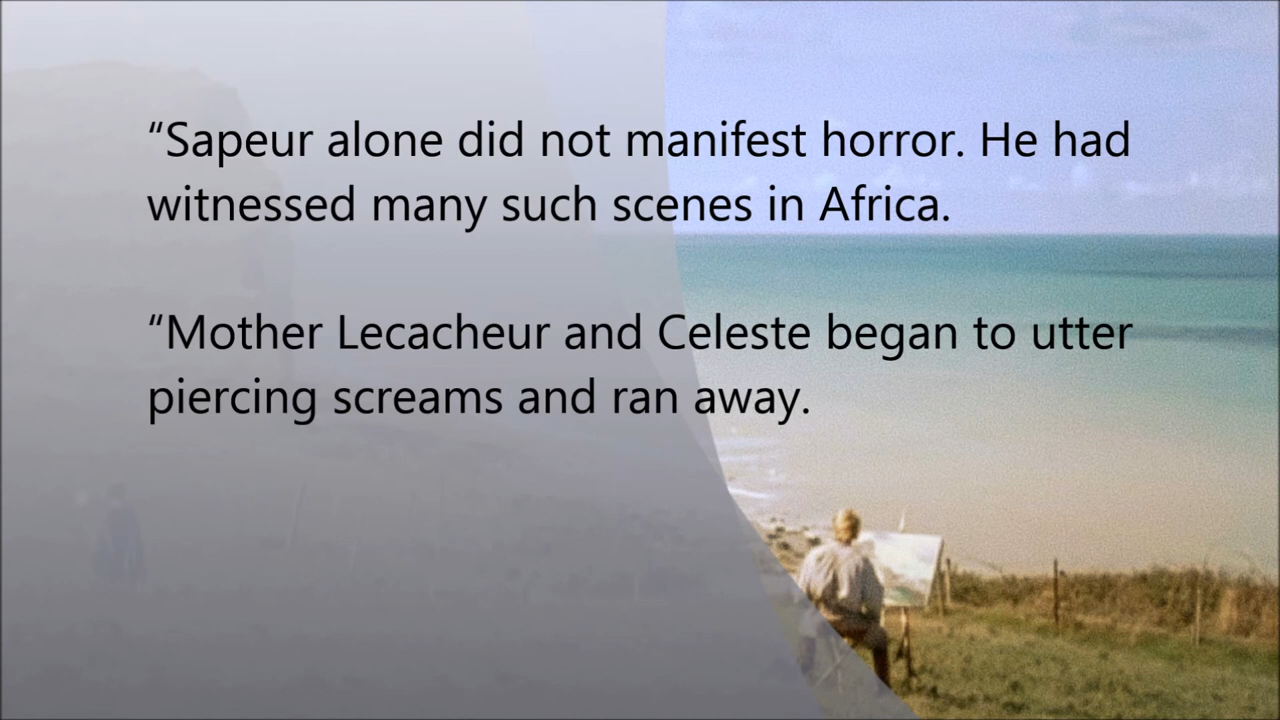 “Sapeur alone did not manifest horror. He had
witnessed many such scenes in Africa.
“Mother Lecacheur and Celeste began to utter
piercing screams and ran away.